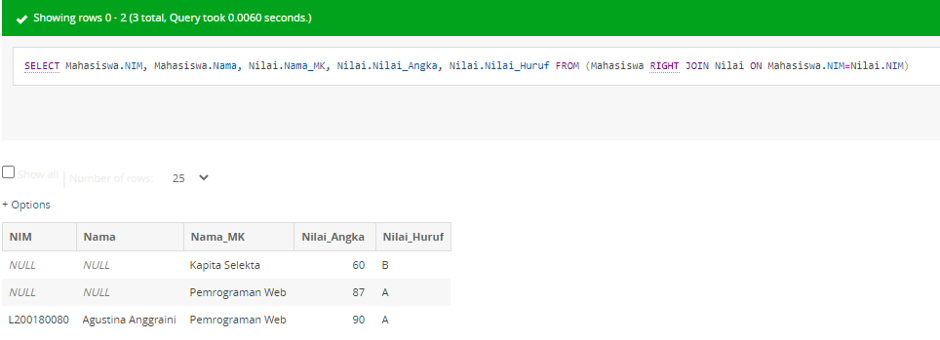 Showing rows 0 - 2 (3 total, Query took 0.0060 seconds.)
SELECT Mahasiswa.NIM, Mahasiswa.Nama, Nilai.Nama_MK, Nilai.Nilai_Angka, Nilai.Nilai_Huruf FROM (Mahasiswa RIGHT JOIN Nilai ON Mahasiswa.NIM=Nilai.NIM)
Show all | Number of rows: 25
+ Options
NIM Nama Nama_MK Nilai_Angka Nilai_Huruf
NULL NULL Kapita Selekta 60 B
NULL NULL Pemrograman Web 87 A
L200180080 Agustina Anggraini Pemrograman Web 90 A